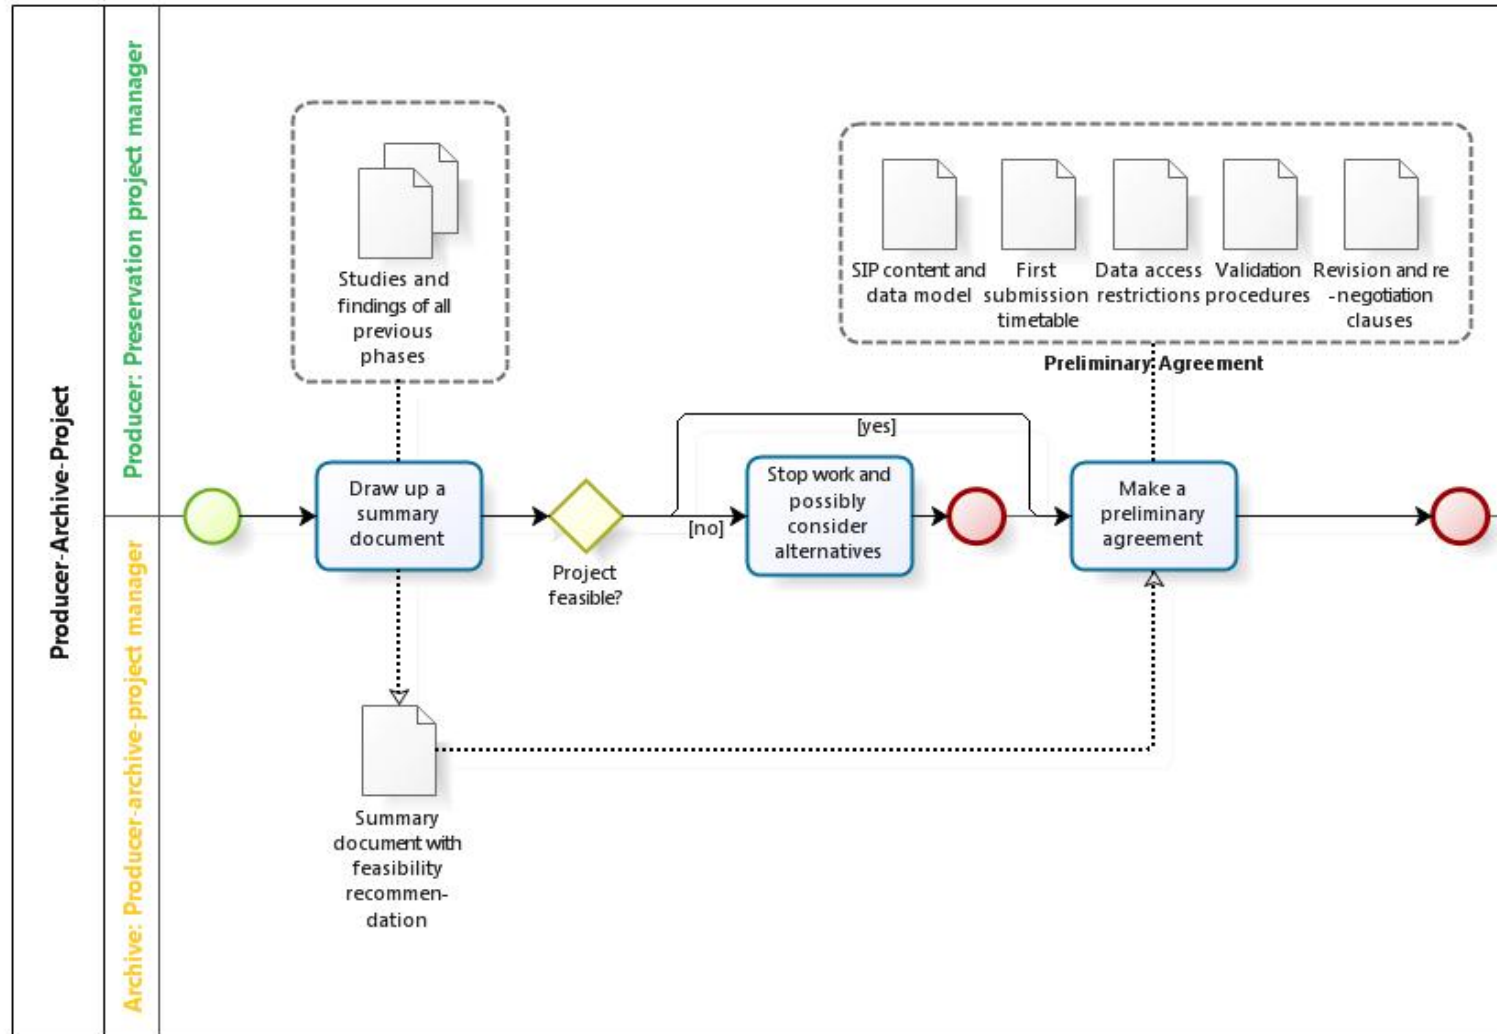 Producer-Archive-Project
Producer: Preservation project manager
Archive: Producer-archive-project manager
Studies and
findings of all
previous
phases
SIP content and
data model
First
submission
timetable
Data access
restrictions
Validation
procedures
Revision and re
-negotiation
clauses
Preliminary Agreement
[yes]
Draw up a
summary
document
Project
feasible?
[no]
Stop work and
possibly
consider
alternatives
Make a
preliminary
agreement
Summary
document with
feasibility
recommen-
dation